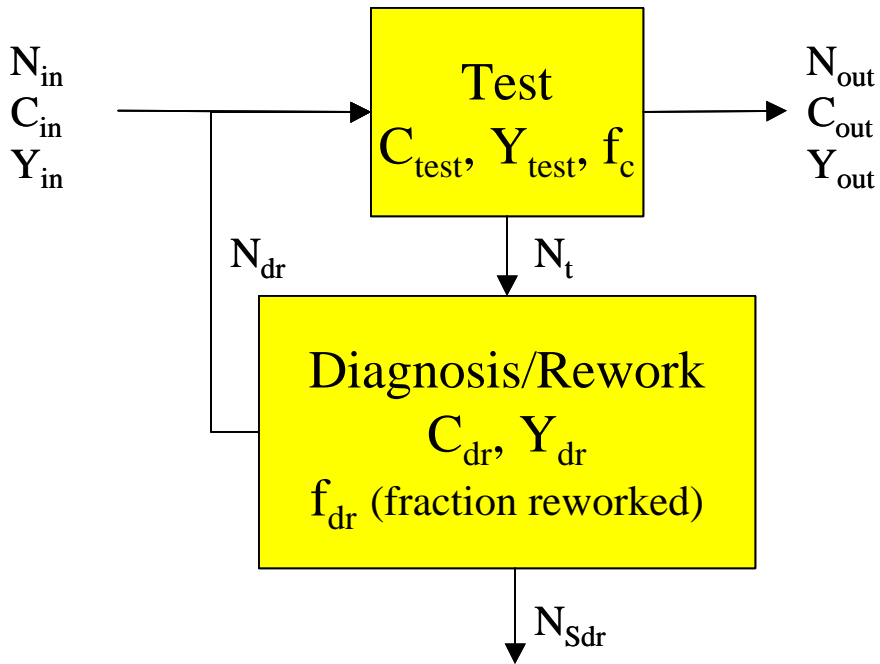 N_in
C_in
Y_in
Test
C_test, Y_test, f_c
N_out
C_out
Y_out
N_dr
N_t
Diagnosis/Rework
C_dr, Y_dr
f_dr (fraction reworked)
N_Sdr